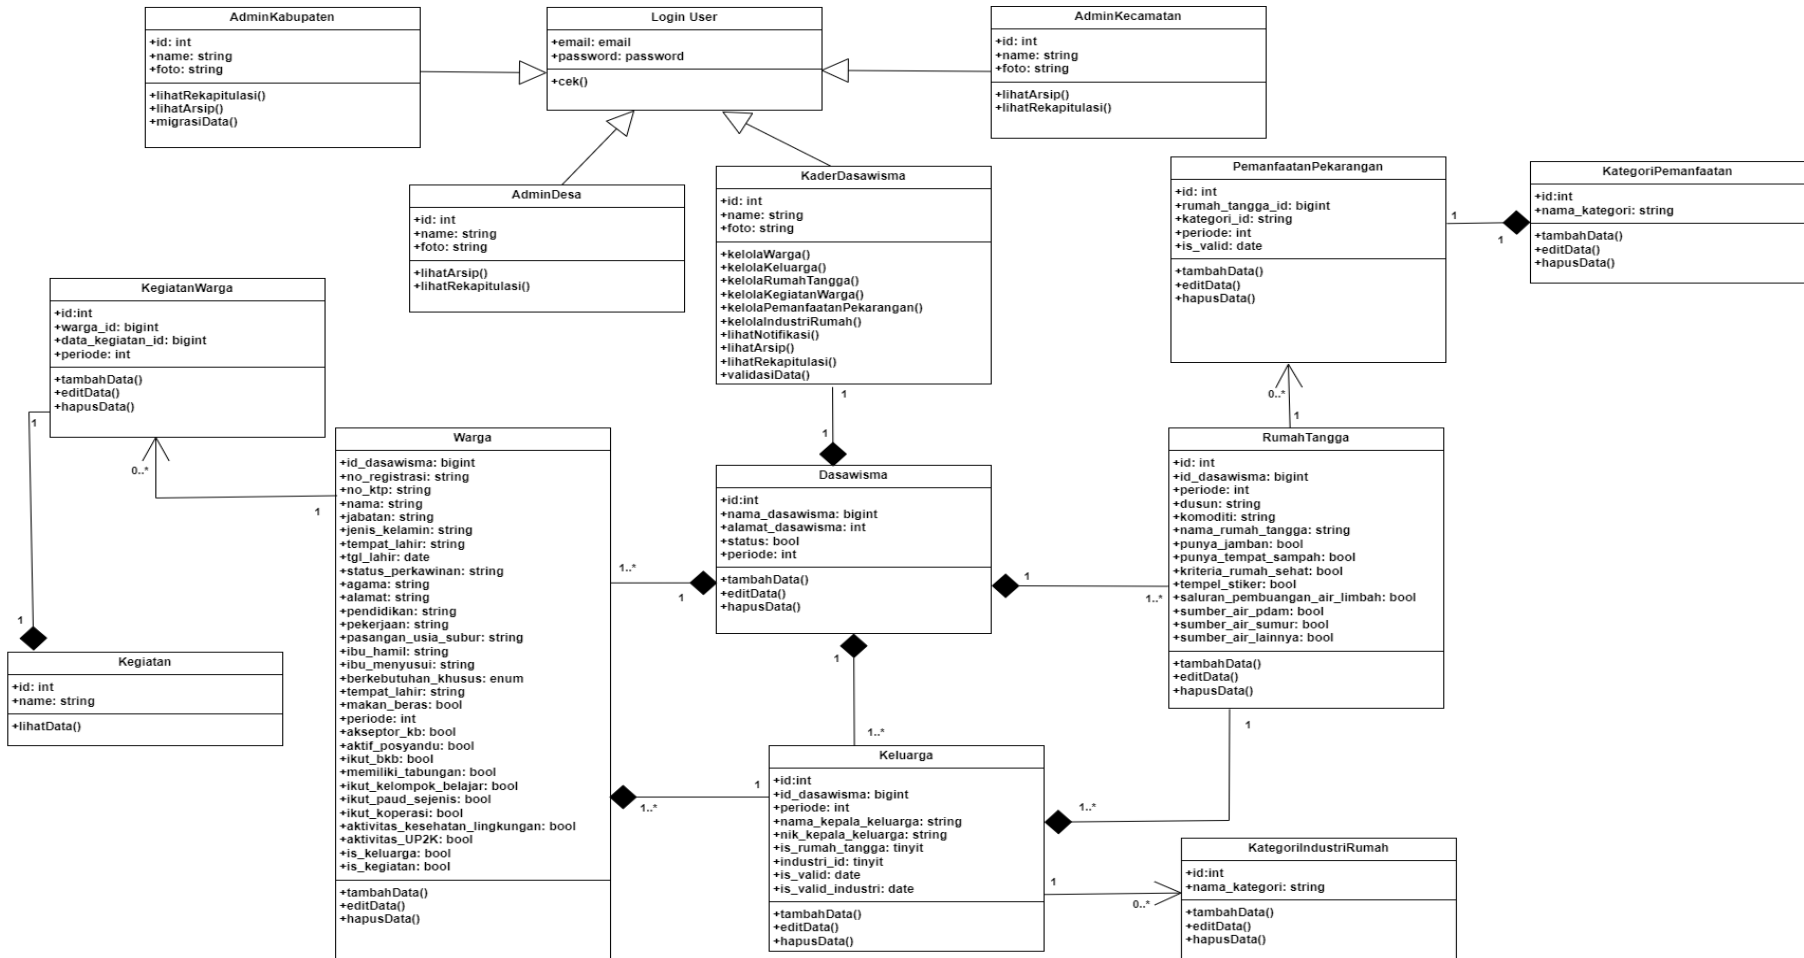 AdminKabupaten
+id: int
+name: string
+foto: string
+lihatRekapitulasi()
+lihatArsip()
+migrasiData()
Login User
+email: email
+password: password
+cek()
AdminKecamatan
+id: int
+name: string
+foto: string
+lihatArsip()
+lihatRekapitulasi()
AdminDesa
+id: int
+name: string
+foto: string
+lihatArsip()
+lihatRekapitulasi()
KaderDasawisma
+id: int
+name: string
+foto: string
+kelolaWarga()
+kelolaKeluarga()
+kelolaRumahTangga()
+kelolaKegiatanWarga()
+kelolaPemanfaatanPekarangan()
+kelolaIndustriRumah()
+lihatNotifikasi()
+lihatArsip()
+lihatRekapitulasi()
+validasiData()
1
1
PemanfaatanPekarangan
+id: int
+rumah_tangga_id: bigint
+kategori_id: string
+periode: int
+is_valid: date
+tambahData()
+editData()
+hapusData()
1
1
KategoriPemanfaatan
+id:int
+nama_kategori: string
+tambahData()
+editData()
+hapusData()
0..*
1
KegiatanWarga
+id:int
+warga_id: bigint
+data_kegiatan_id: bigint
+periode: int
+tambahData()
+editData()
+hapusData()
1
0..*
1
1
Kegiatan
+id: int
+name: string
+lihatData()
Warga
+id_dasawisma: bigint
+no_registrasi: string
+no_ktp: string
+nama: string
+jabatan: string
+jenis_kelamin: string
+tempat_lahir: string
+tgl_lahir: date
+status_perkawinan: string
+agama: string
+alamat: string
+pendidikan: string
+pekerjaan: string
+pasangan_usia_subur: string
+ibu_hamil: string
+ibu_menyusui: string
+berkebutuhan_khusus: enum
+tempat_lahir: string
+makan_beras: bool
+periode: int
+akseptor_kb: bool
+aktif_posyandu: bool
+ikut_bkb: bool
+memiliki_tabungan: bool
+ikut_kelompok_belajar: bool
+ikut_paud_sejenis: bool
+ikut_koperasi: bool
+aktivitas_kesehatan_lingkungan: bool
+aktivitas_UP2K: bool
+is_keluarga: bool
+is_kegiatan: bool
+tambahData()
+editData()
+hapusData()
1..*
1
Dasawisma
+id:int
+nama_dasawisma: bigint
+alamat_dasawisma: int
+status: bool
+periode: int
+tambahData()
+editData()
+hapusData()
1
1..*
1
1..*
RumahTangga
+id: int
+id_dasawisma: bigint
+periode: int
+dusun: string
+komoditi: string
+nama_rumah_tangga: string
+punya_jamban: bool
+punya_tempat_sampah: bool
+kriteria_rumah_sehat: bool
+tempel_stiker: bool
+saluran_pembuangan_air_limbah: bool
+sumber_air_pdam: bool
+sumber_air_sumur: bool
+sumber_air_lainnya: bool
+tambahData()
+editData()
+hapusData()
1
1..*
1..*
1
Keluarga
+id:int
+id_dasawisma: bigint
+periode: int
+nama_kepala_keluarga: string
+nik_kepala_keluarga: string
+is_rumah_tangga: tinyit
+industri_id: tinyit
+is_valid: date
+is_valid_industri: date
+tambahData()
+editData()
+hapusData()
1
0..*
KategoriIndustriRumah
+id:int
+nama_kategori: string
+tambahData()
+editData()
+hapusData()